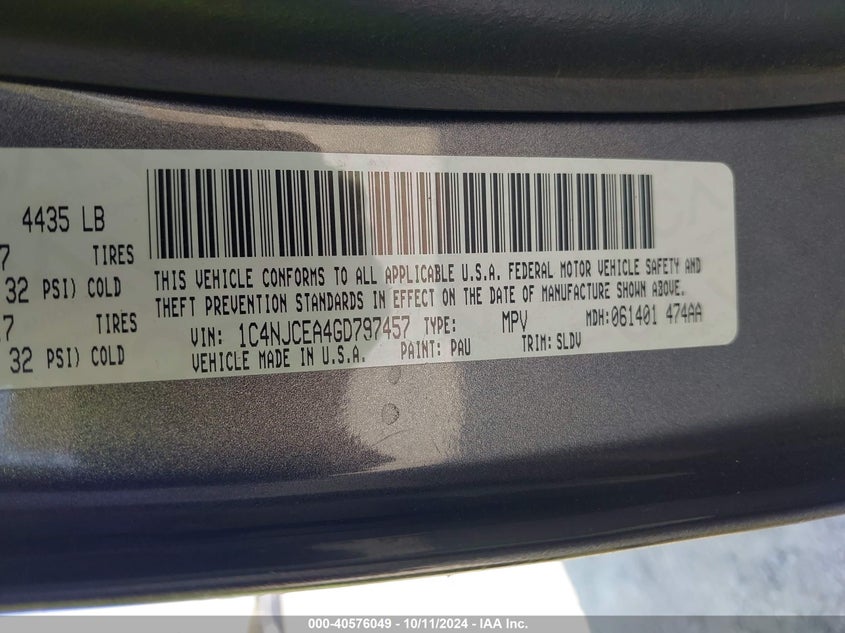 4435 LB
7 TIRES
32 PSI) COLD
7 TIRES
32 PSI) COLD
THIS VEHICLE CONFORMS TO ALL APPLICABLE U.S.A. FEDERAL MOTOR VEHICLE SAFETY AND
THEFT PREVENTION STANDARDS IN EFFECT ON THE DATE OF MANUFACTURE SHOWN ABOVE.
VIN: 1C4NJCEA4GD797457 TYPE: MPV MDH: 061401 474AA
VEHICLE MADE IN U.S.A. PAINT: PAU TRIM: SLDV
000-40576049 - 10/11/2024 - IAA Inc.